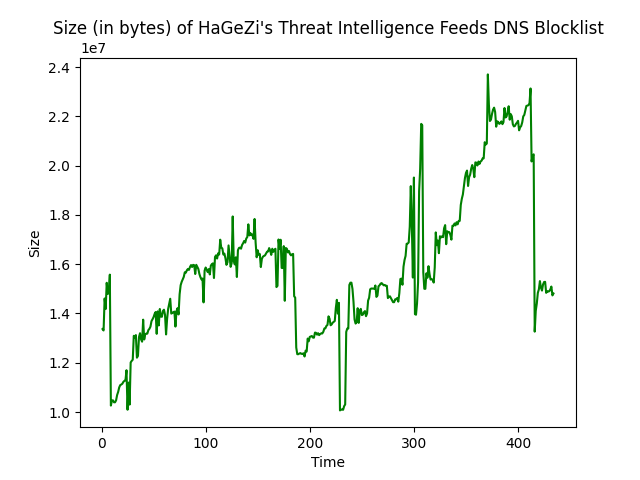 Size (in bytes) of HaGeZi's Threat Intelligence Feeds DNS Blocklist
1e7
2.4
2.2
2.0
1.8
1.6
1.4
1.2
1.0
Size
0 100 200 300 400
Time